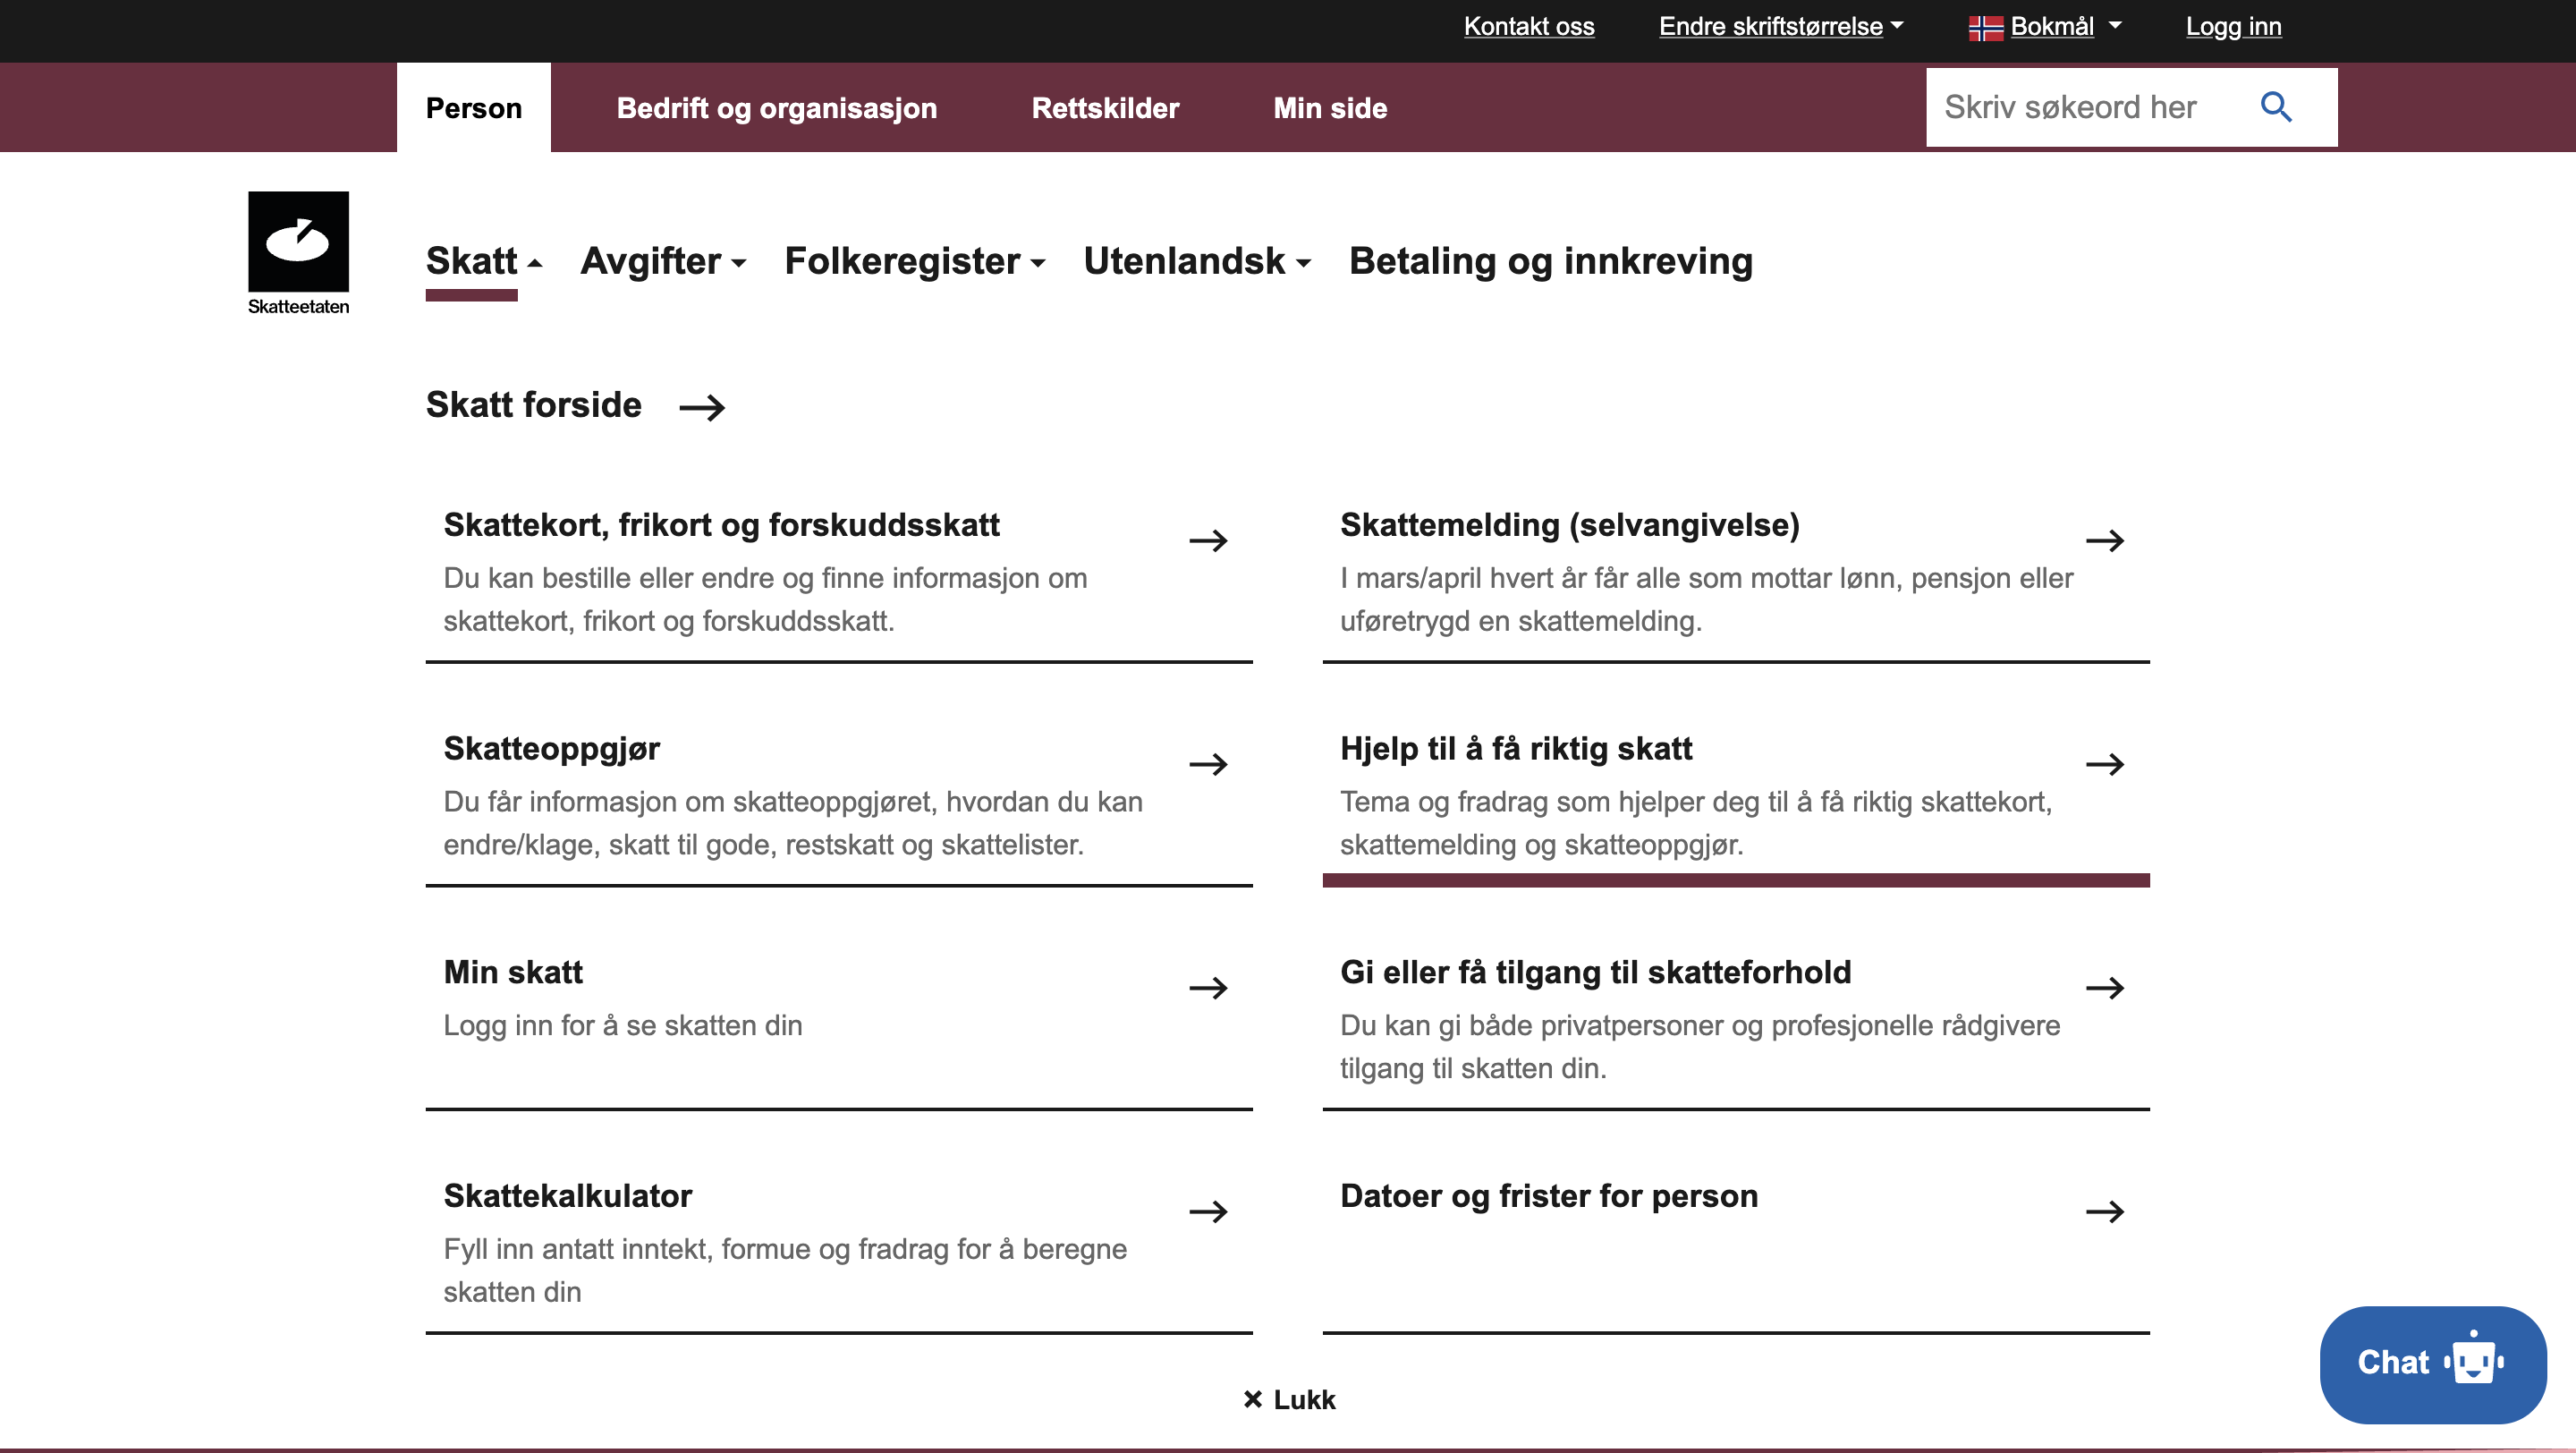 Kontakt oss
Endre skriftstørrelse
Bokmål
Logg inn
Person
Bedrift og organisasjon
Rettskilder
Min side
Skriv søkeord her
Skatteetaten
Skatt
Avgifter
Folkeregister
Utenlandsk
Betaling og innkreving
Skatt forside
Skattekort, frikort og forskuddsskatt
Du kan bestille eller endre og finne informasjon om
skattekort, frikort og forskuddsskatt.
Skattemelding (selvangivelse)
I mars/april hvert år får alle som mottar lønn, pensjon eller
uføretrygd en skattemelding.
Skatteoppgjør
Du får informasjon om skatteoppgjøret, hvordan du kan
endre/klage, skatt til gode, restskatt og skattelister.
Hjelp til å få riktig skatt
Tema og fradrag som hjelper deg til å få riktig skattekort,
skattemelding og skatteoppgjør.
Min skatt
Logg inn for å se skatten din
Gi eller få tilgang til skatteforhold
Du kan gi både privatpersoner og profesjonelle rådgivere
tilgang til skatten din.
Skattekalkulator
Fyll inn antatt inntekt, formue og fradrag for å beregne
skatten din
Datoer og frister for person
Lukk
Chat